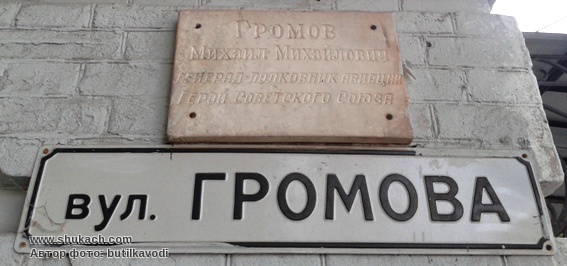 Громов
Михаил Михайлович
генерал-полковник авиации
Герой Советского Союза
вул. ГРОМОВА
www.shukach.com
Автор фото: butilkavodi